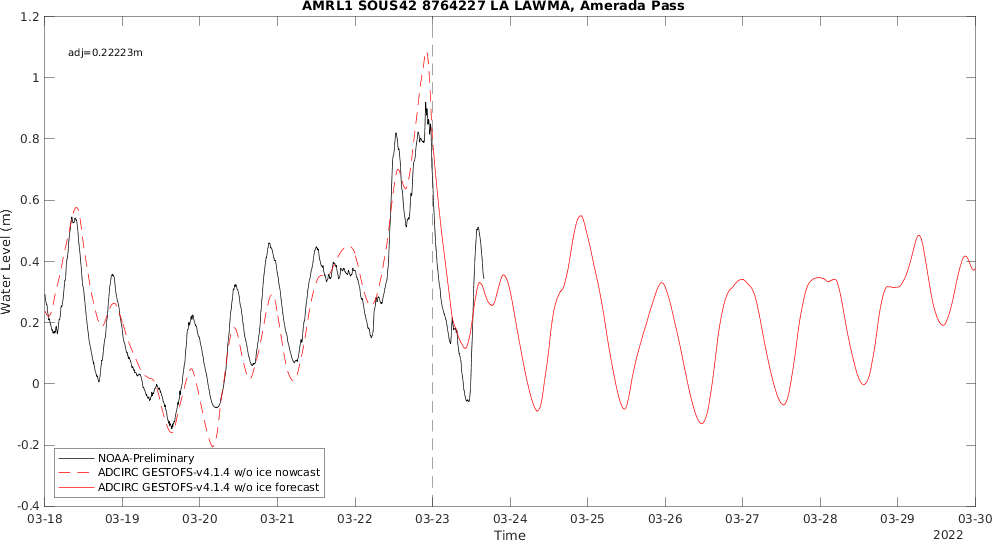 AMRL1 SOUS42 8764227 LA LAWMA, Amerada Pass
adj=0.22223m
1.2
1
0.8
0.6
0.4
0.2
0
-0.2
-0.4
Water Level (m)
NOAA-Preliminary
ADCIRC GESTOFS-v4.1.4 w/o ice nowcast
ADCIRC GESTOFS-v4.1.4 w/o ice forecast
03-18 03-19 03-20 03-21 03-22 03-23 03-24 03-25 03-26 03-27 03-28 03-29 03-30
Time
2022